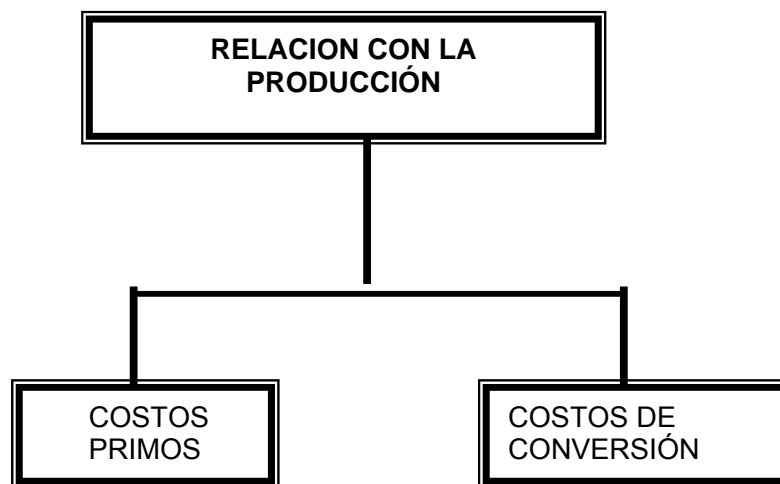 RELACION CON LA
PRODUCCIÓN
COSTOS
PRIMOS
COSTOS DE
CONVERSIÓN